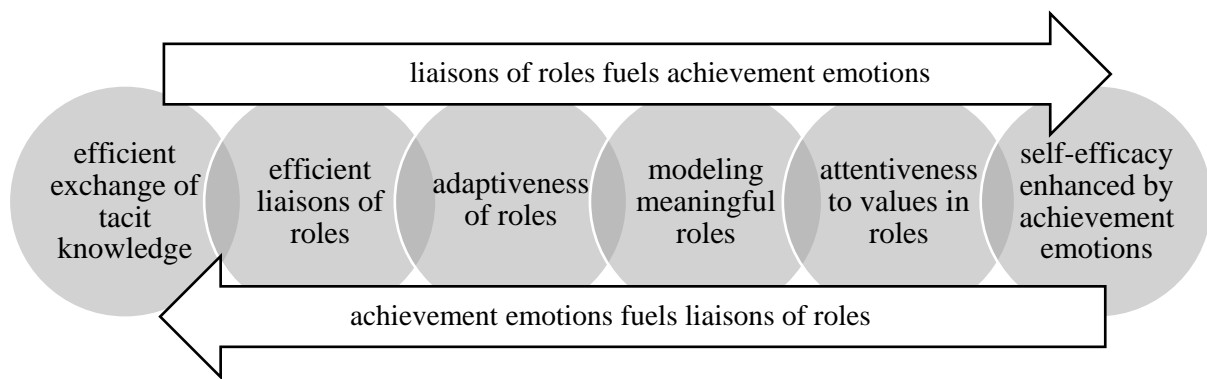 liaisons of roles fuels achievement emotions
efficient
exchange of
tacit
knowledge
efficient
liaisons of
roles
adaptiveness
of roles
modeling
meaningful
roles
attentiveness
to values in
roles
self-efficacy
enhanced by
achievement
emotions
achievement emotions fuels liaisons of roles